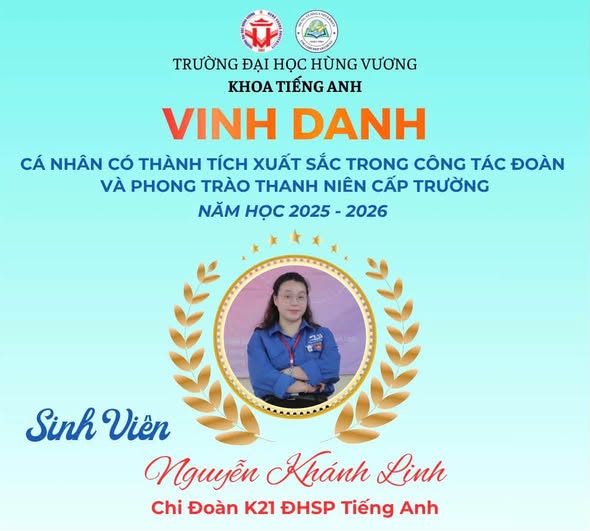 TRƯỜNG ĐẠI HỌC HÙNG VƯƠNG
KHOA TIẾNG ANH
VINH DANH
CÁ NHÂN CÓ THÀNH TÍCH XUẤT SẮC TRONG CÔNG TÁC ĐOÀN
VÀ PHONG TRÀO THANH NIÊN CẤP TRƯỜNG
NĂM HỌC 2025 - 2026
Sinh Viên
Nguyễn Khánh Linh
Chi Đoàn K21 ĐHSP Tiếng Anh